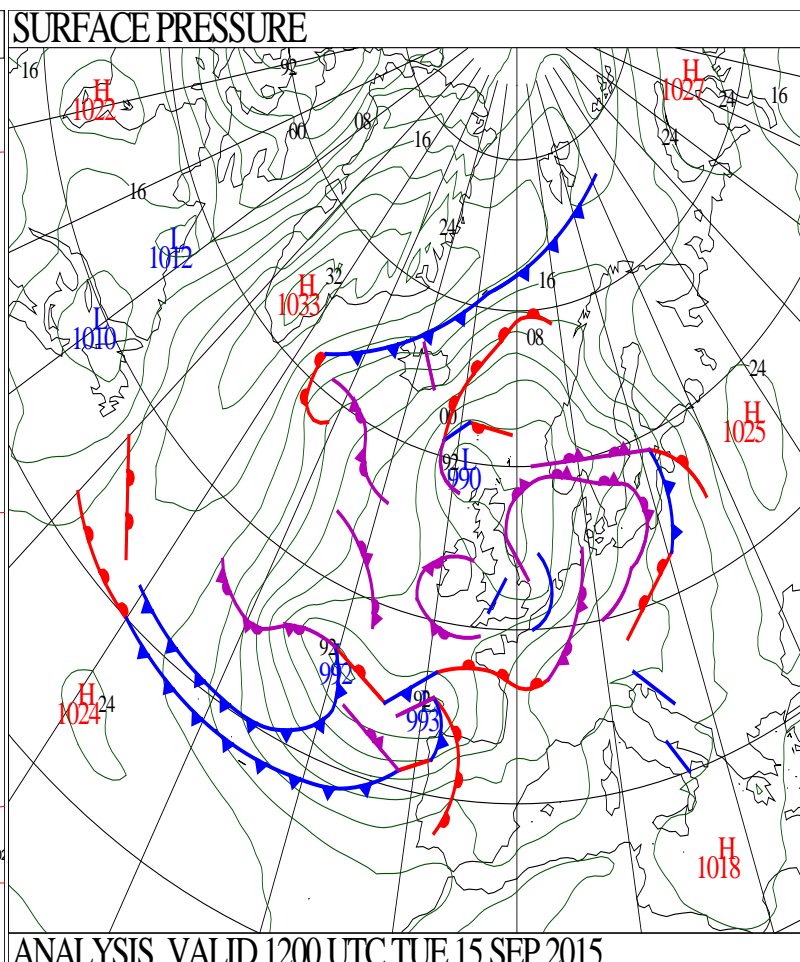 SURFACE PRESSURE
16
92
H
1022
H
1027
24
16
00
08
16
24
16
L
1012
24
32
H
1033
16
L
1010
08
24
00
H
1025
92
L
990
92
992
H
1024
24
92
L
993
H
1018
ANALYSIS VALID 1200 UTC TUE 15 SEP 2015